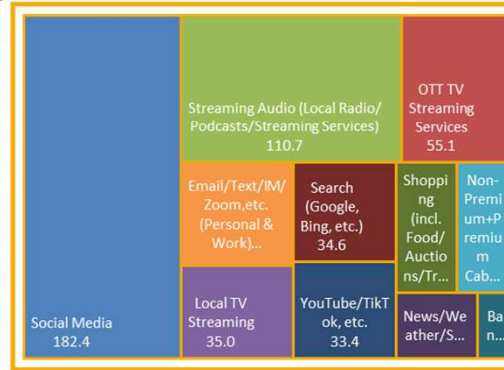 Streaming Audio (Local Radio/
Podcasts/Streaming Services)
110.7
OTT TV
Streaming
Services
55.1
Email/Text/IM/
Zoom,etc.
(Personal &
Work)...
Search
(Google,
Bing, etc.)
34.6
Shoppi
ng
(incl.
Food/
Auctio
ns/Tr...
Non-
Premi
um+P
remiu
m
Cab...
Social Media
182.4
Local TV
Streaming
35.0
YouTube/TikT
ok, etc.
33.4
News/We
ather/S...
Ba
n...